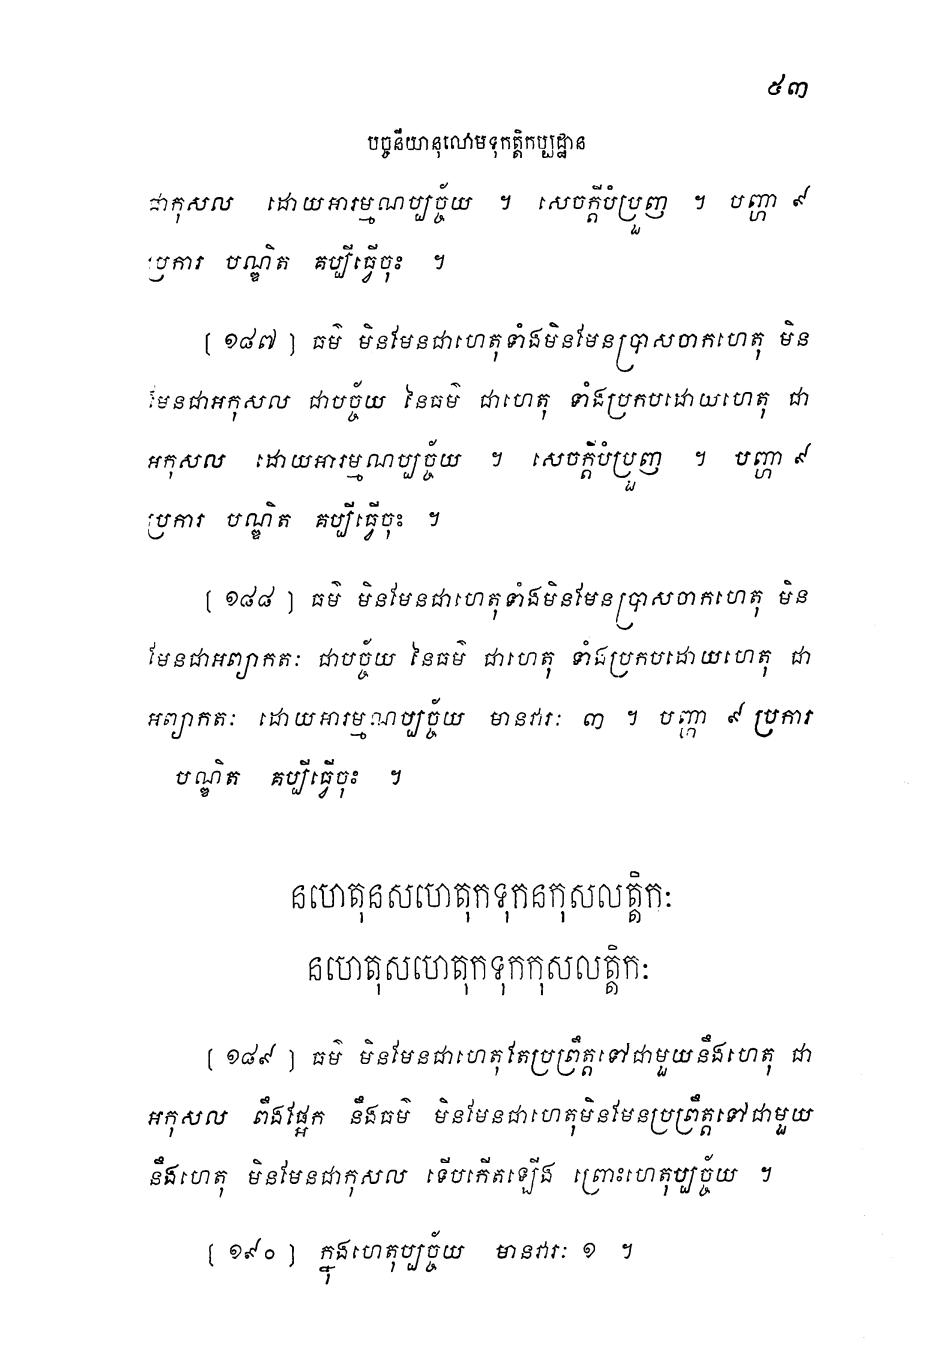 ៥៣
បច្ចនីយានុលោមទុកត្តិកប្បដ្ឋាន
ជាកុសល ដោយអារម្មណប្បច្ច័យ ។ សេចក្តីបំប្រួញ ។ បញ្ហា ៩
ប្រការ បណ្ឌិត គប្បីធ្វើចុះ ។
[ ១៨៧ ] ធម៌ មិនមែនជាហេតុទាំងមិនមែនប្រាសចាកហេតុ មិន
មែនជាអកុសល ជាបច្ច័យ នៃធម៌ ជាហេតុ ទាំងប្រកបដោយហេតុ ជា
អកុសល ដោយអារម្មណប្បច្ច័យ ។ សេចក្តីបំប្រួញ ។ បញ្ហា ៩
ប្រការ បណ្ឌិត គប្បីធ្វើចុះ ។
[ ១៨៨ ] ធម៌ មិនមែនជាហេតុទាំងមិនមែនប្រាសចាកហេតុ មិន
មែនជាអព្យាកតៈ ជាបច្ច័យ នៃធម៌ ជាហេតុ ទាំងប្រកបដោយហេតុ ជា
អព្យាកតៈ ដោយអារម្មណប្បច្ច័យ មានវារៈ ៣ ។ បញ្ហា ៩ ប្រការ
បណ្ឌិត គប្បីធ្វើចុះ ។
នហេតុនសហេតុកទុកនកុសលត្តិកៈ
នហេតុសហេតុកទុកកុសលត្តិកៈ
[ ១៨៩ ] ធម៌ មិនមែនជាហេតុតែប្រព្រឹត្តទៅជាមួយនឹងហេតុ ជា
អកុសល ពឹងផ្អែក នឹងធម៌ មិនមែនជាហេតុមិនមែនប្រព្រឹត្តទៅជាមួយ
នឹងហេតុ មិនមែនជាកុសល ទើបកើតឡើង ព្រោះហេតុប្បច្ច័យ ។
[ ១៩០ ] ក្នុងហេតុប្បច្ច័យ មានវារៈ ១ ។